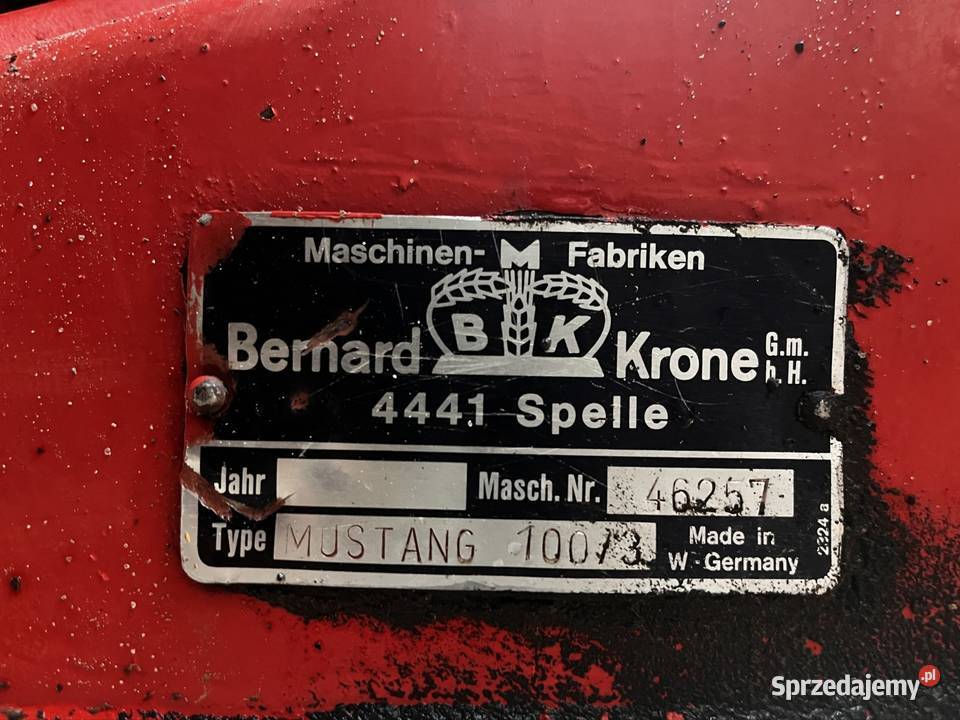 Maschinen- M Fabriken
Bernard B K Krone G.m.
b.H.
4441 Spelle
Jahr Masch. Nr. 46257
Type MUSTANG 100/3 Made in
W-Germany
2324 a
Sprzedajemy.pl